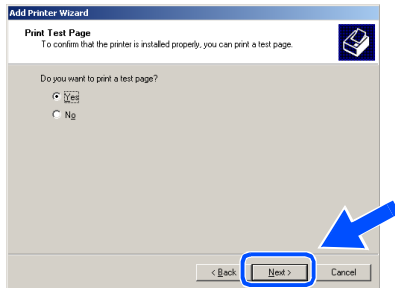 Add Printer Wizard
Print Test Page
To confirm that the printer is installed properly, you can print a test page.
Do you want to print a test page?
Yes
No
< Back Next > Cancel